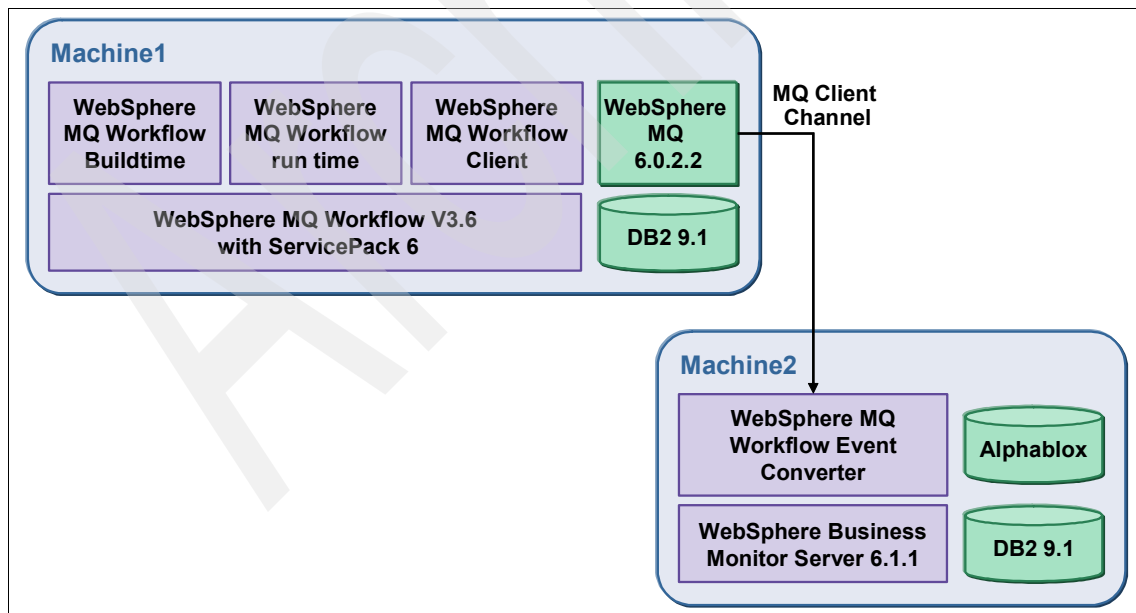 Machine1
WebSphere
MQ Workflow
Buildtime
WebSphere
MQ Workflow
run time
WebSphere
MQ Workflow
Client
WebSphere
MQ
6.0.2.2
MQ Client
Channel
WebSphere MQ Workflow V3.6
with ServicePack 6
DB2 9.1
Machine2
WebSphere MQ
Workflow Event
Converter
Alphablox
WebSphere Business
Monitor Server 6.1.1
DB2 9.1